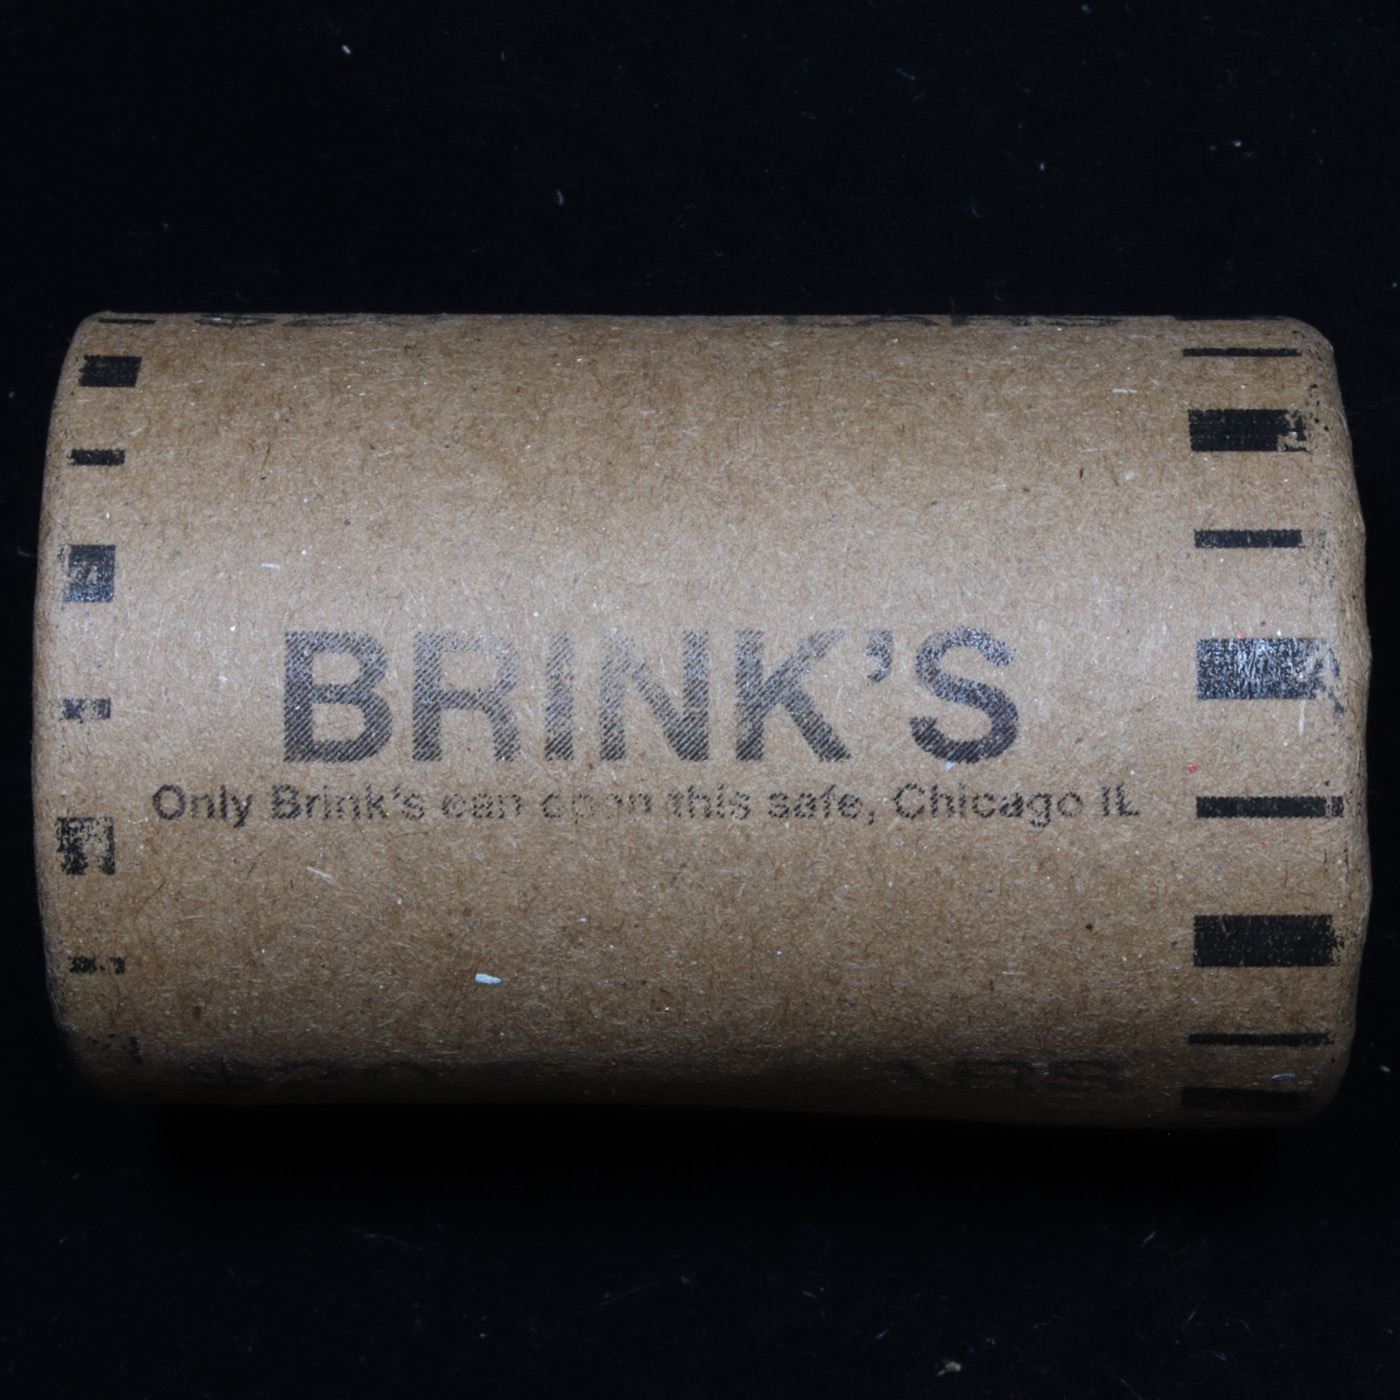 BRINK'S
Only Brink's can open this safe, Chicago IL